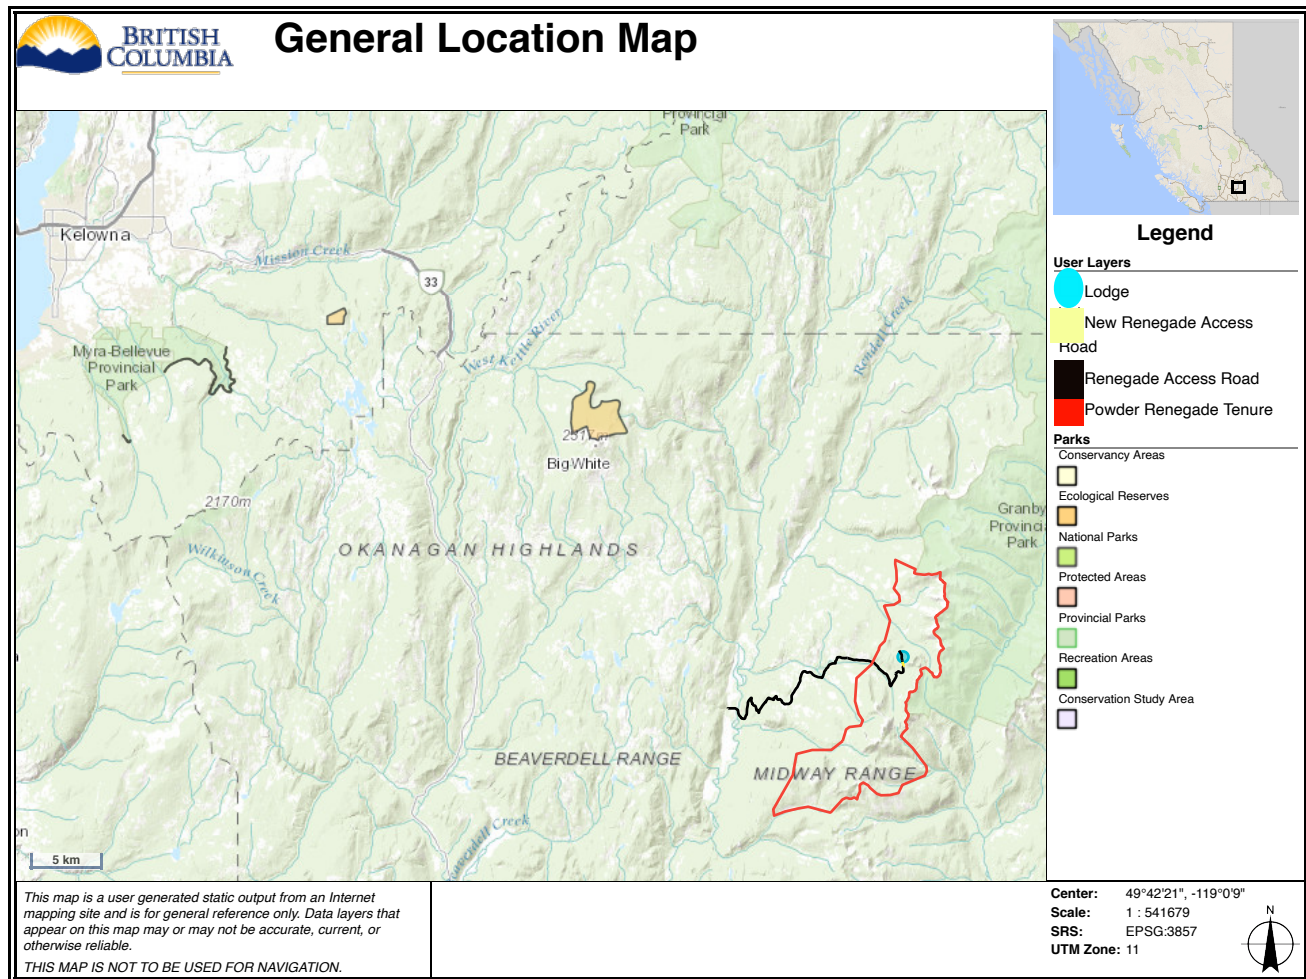 BRITISH
COLUMBIA
General Location Map
Provincial
Park
Kelowna
Mission Creek
33
Myra-Bellevue
Provincial
Park
West Kettle River
Rendell Creek
2317m
Big White
2170m
Granby
Provinci
Park
OKANAGAN HIGHLANDS
Wilkinson Creek
BEAVERDELL RANGE
MIDWAY RANGE
on
averdell Creek
5 km
Legend
User Layers
Lodge
New Renegade Access
Road
Renegade Access Road
Powder Renegade Tenure
Parks
Conservancy Areas
Ecological Reserves
National Parks
Protected Areas
Provincial Parks
Recreation Areas
Conservation Study Area
This map is a user generated static output from an Internet
mapping site and is for general reference only. Data layers that
appear on this map may or may not be accurate, current, or
otherwise reliable.
THIS MAP IS NOT TO BE USED FOR NAVIGATION.
Center: 49°42'21", -119°0'9"
Scale: 1 : 541679
SRS: EPSG:3857
UTM Zone: 11
N